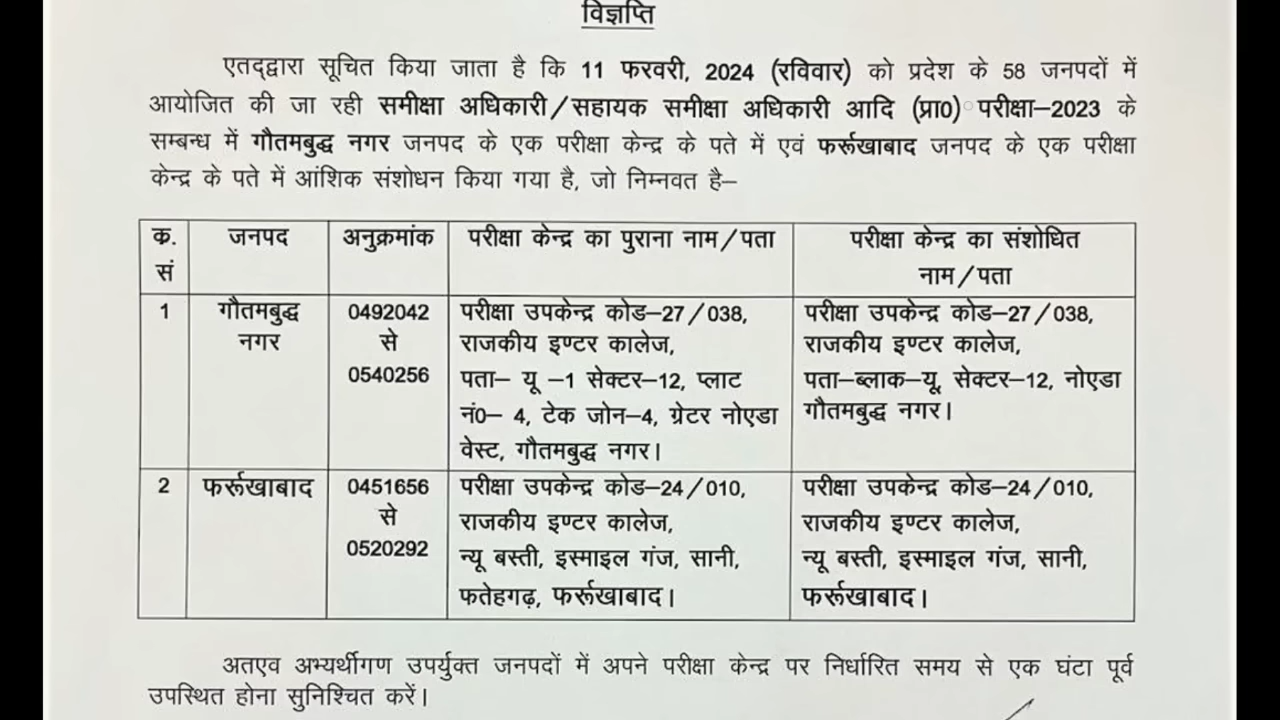 विज्ञप्ति
एतद्द्वारा सूचित किया जाता है कि 11 फरवरी, 2024 (रविवार) को प्रदेश के 58 जनपदों में
आयोजित की जा रही समीक्षा अधिकारी/सहायक समीक्षा अधिकारी आदि (प्रा0) परीक्षा–2023 के
सम्बन्ध में गौतमबुद्ध नगर जनपद के एक परीक्षा केन्द्र के पते में एवं फर्रूखाबाद जनपद के एक परीक्षा
केन्द्र के पते में आंशिक संशोधन किया गया है, जो निम्नवत है–
क्र.
सं
जनपद
अनुक्रमांक
परीक्षा केन्द्र का पुराना नाम/पता
परीक्षा केन्द्र का संशोधित
नाम/पता
1
गौतमबुद्ध
नगर
0492042
से
0540256
परीक्षा उपकेन्द्र कोड–27/038,
राजकीय इण्टर कालेज,
पता– यू –1 सेक्टर–12, प्लाट
नं0– 4, टेक जोन–4, ग्रेटर नोएडा
वेस्ट, गौतमबुद्ध नगर।
परीक्षा उपकेन्द्र कोड–27/038,
राजकीय इण्टर कालेज,
पता–ब्लाक–यू, सेक्टर–12, नोएडा
गौतमबुद्ध नगर।
2
फर्रूखाबाद
0451656
से
0520292
परीक्षा उपकेन्द्र कोड–24/010,
राजकीय इण्टर कालेज,
न्यू बस्ती, इस्माइल गंज, सानी,
फतेहगढ़, फर्रूखाबाद।
परीक्षा उपकेन्द्र कोड–24/010,
राजकीय इण्टर कालेज,
न्यू बस्ती, इस्माइल गंज, सानी,
फर्रूखाबाद।
अतएव अभ्यर्थीगण उपर्युक्त जनपदों में अपने परीक्षा केन्द्र पर निर्धारित समय से एक घंटा पूर्व
उपस्थित होना सुनिश्चित करें।